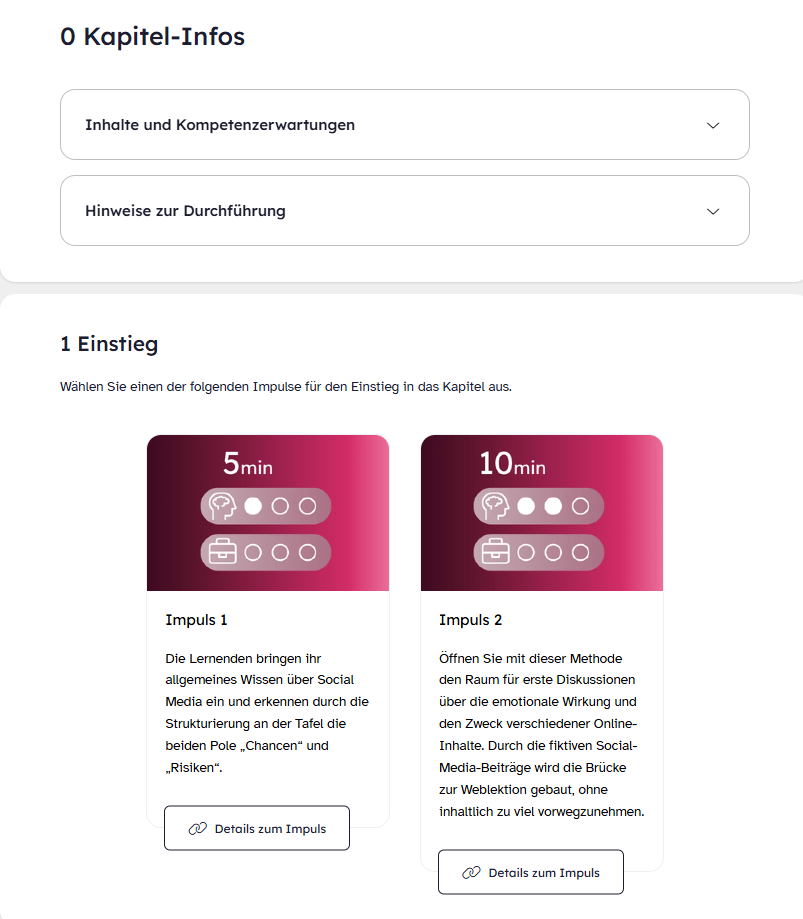 0 Kapitel-Infos
Inhalte und Kompetenzerwartungen
Hinweise zur Durchführung
1 Einstieg
Wählen Sie einen der folgenden Impulse für den Einstieg in das Kapitel aus.
5min
Impuls 1
Die Lernenden bringen ihr
allgemeines Wissen über Social
Media ein und erkennen durch die
Strukturierung an der Tafel die
beiden Pole „Chancen“ und
„Risiken“.
Details zum Impuls
10min
Impuls 2
Öffnen Sie mit dieser Methode
den Raum für erste Diskussionen
über die emotionale Wirkung und
den Zweck verschiedener Online-
Inhalte. Durch die fiktiven Social-
Media-Beiträge wird die Brücke
zur Weblektion gebaut, ohne
inhaltlich zu viel vorwegzunehmen.
Details zum Impuls